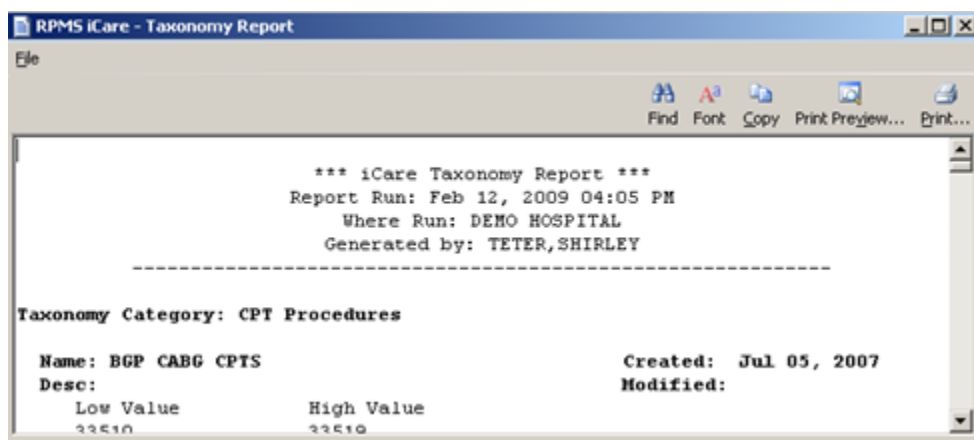 RPMS iCare - Taxonomy Report
File
Find Font Copy Print Preview... Print...
*** iCare Taxonomy Report ***
Report Run: Feb 12, 2009 04:05 PM
Where Run: DEMO HOSPITAL
Generated by: TETER,SHIRLEY
------------------------------------------------------------
Taxonomy Category: CPT Procedures
Name: BGP CABG CPTS Created: Jul 05, 2007
Desc: Modified:
Low Value High Value
33510 33519